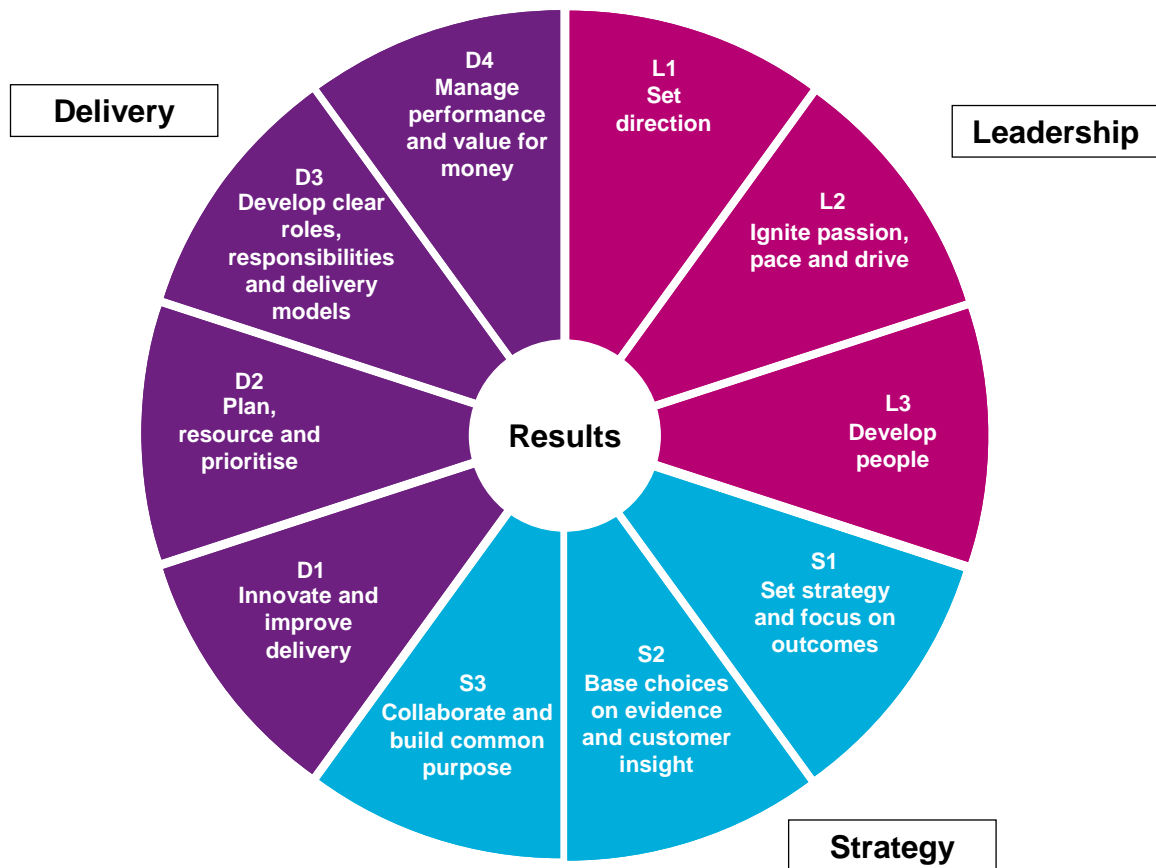 Delivery
Leadership
Strategy
Results
L1
Set
direction
L2
Ignite passion,
pace and drive
L3
Develop
people
S1
Set strategy
and focus on
outcomes
S2
Base choices
on evidence
and customer
insight
S3
Collaborate and
build common
purpose
D1
Innovate and
improve
delivery
D2
Plan,
resource and
prioritise
D3
Develop clear
roles,
responsibilities
and delivery
models
D4
Manage
performance
and value for
money